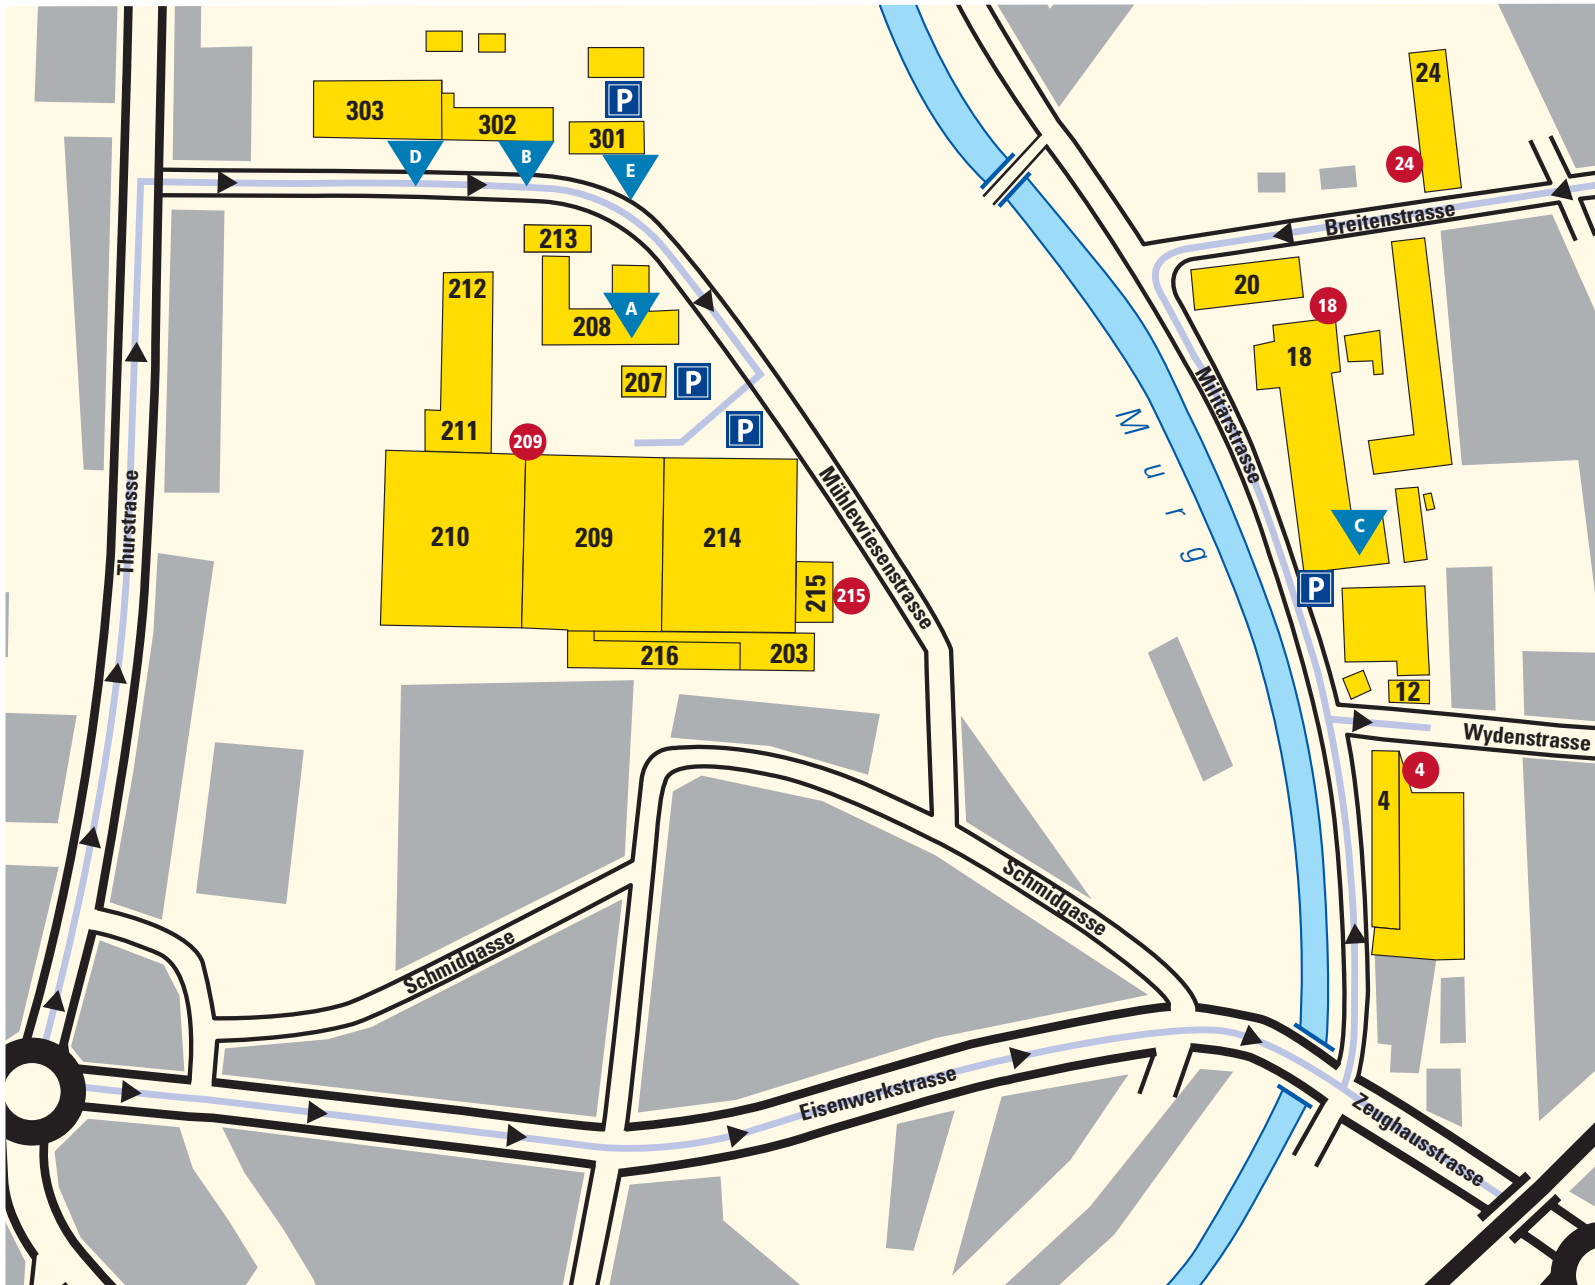 24
P
303
302
301
D
B
E
24
Breitenstrasse
213
212
A
208
20
18
18
207
P
P
Militärstrasse
Murg
211
209
Thurstrasse
Mühlewiesenstrasse
210
209
214
C
215
215
P
216
203
12
Wydenstrasse
4
4
Schmidgasse
Schmidgasse
Eisenwerkstrasse
Zeughausstrasse